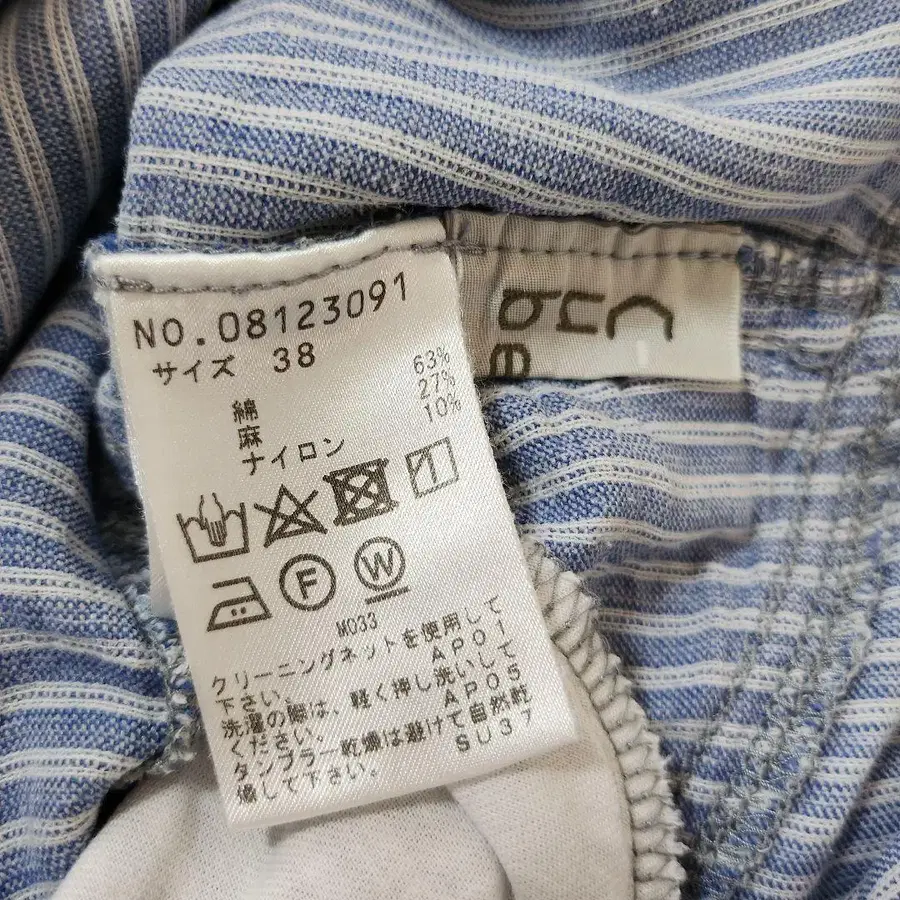 NO.08123091
サイズ 38
綿 63%
麻 27%
ナイロン 10%
F
W
M033
クリーニングネットを使用して
下さい。 AP01
洗濯の際は、軽く押し洗いして
ください。 AP05
タンブラー乾燥は避けて自然乾
燥して下さい。 SU37